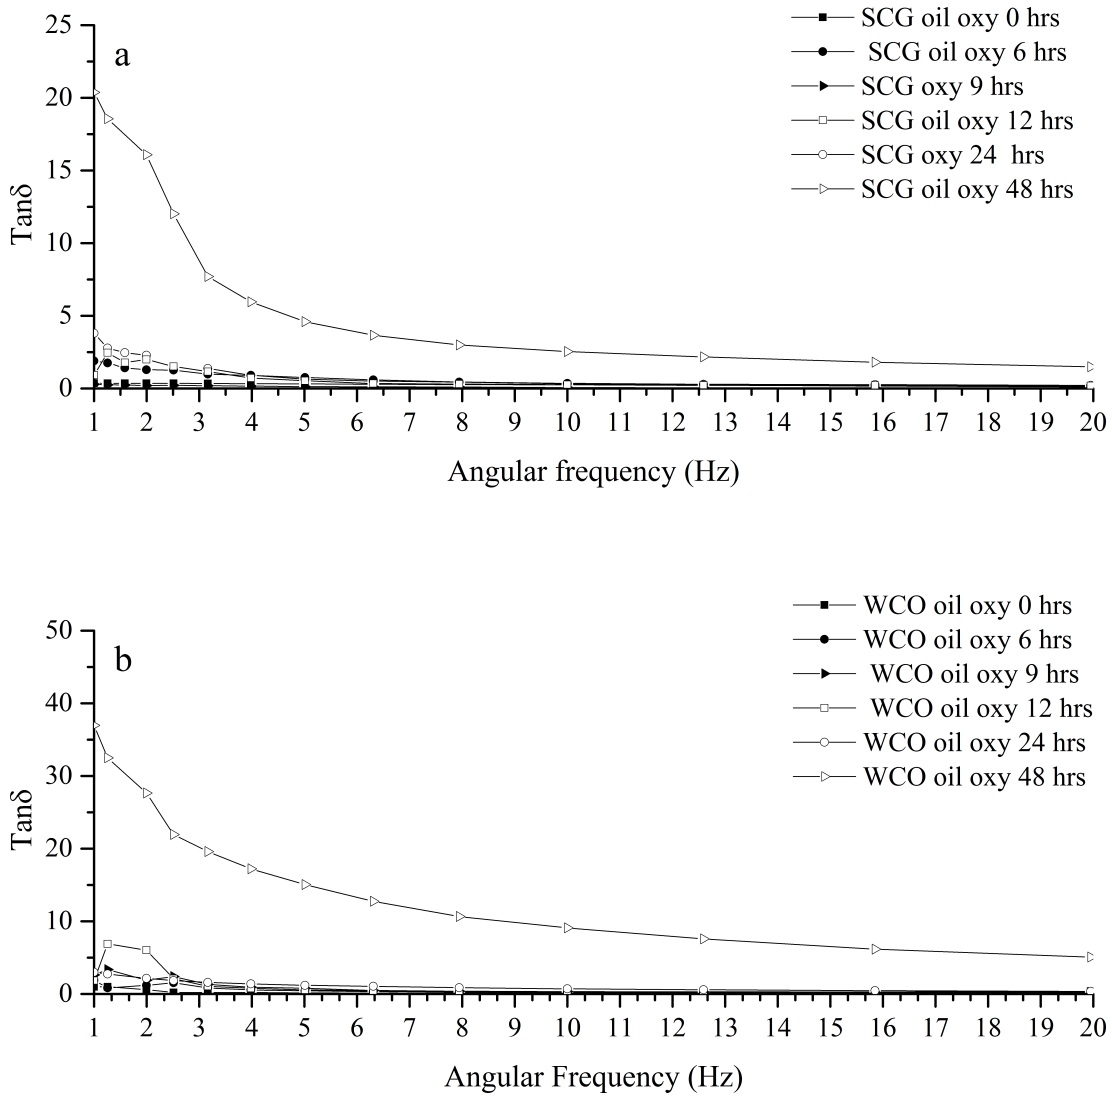 a
SCG oil oxy 0 hrs
SCG oil oxy 6 hrs
SCG oxy 9 hrs
SCG oil oxy 12 hrs
SCG oxy 24 hrs
SCG oil oxy 48 hrs
25
20
15
10
5
0
Tanδ
1 2 3 4 5 6 7 8 9 10 11 12 13 14 15 16 17 18 19 20
Angular frequency (Hz)
b
WCO oil oxy 0 hrs
WCO oil oxy 6 hrs
WCO oil oxy 9 hrs
WCO oil oxy 12 hrs
WCO oil oxy 24 hrs
WCO oil oxy 48 hrs
50
40
30
20
10
0
Tanδ
1 2 3 4 5 6 7 8 9 10 11 12 13 14 15 16 17 18 19 20
Angular Frequency (Hz)